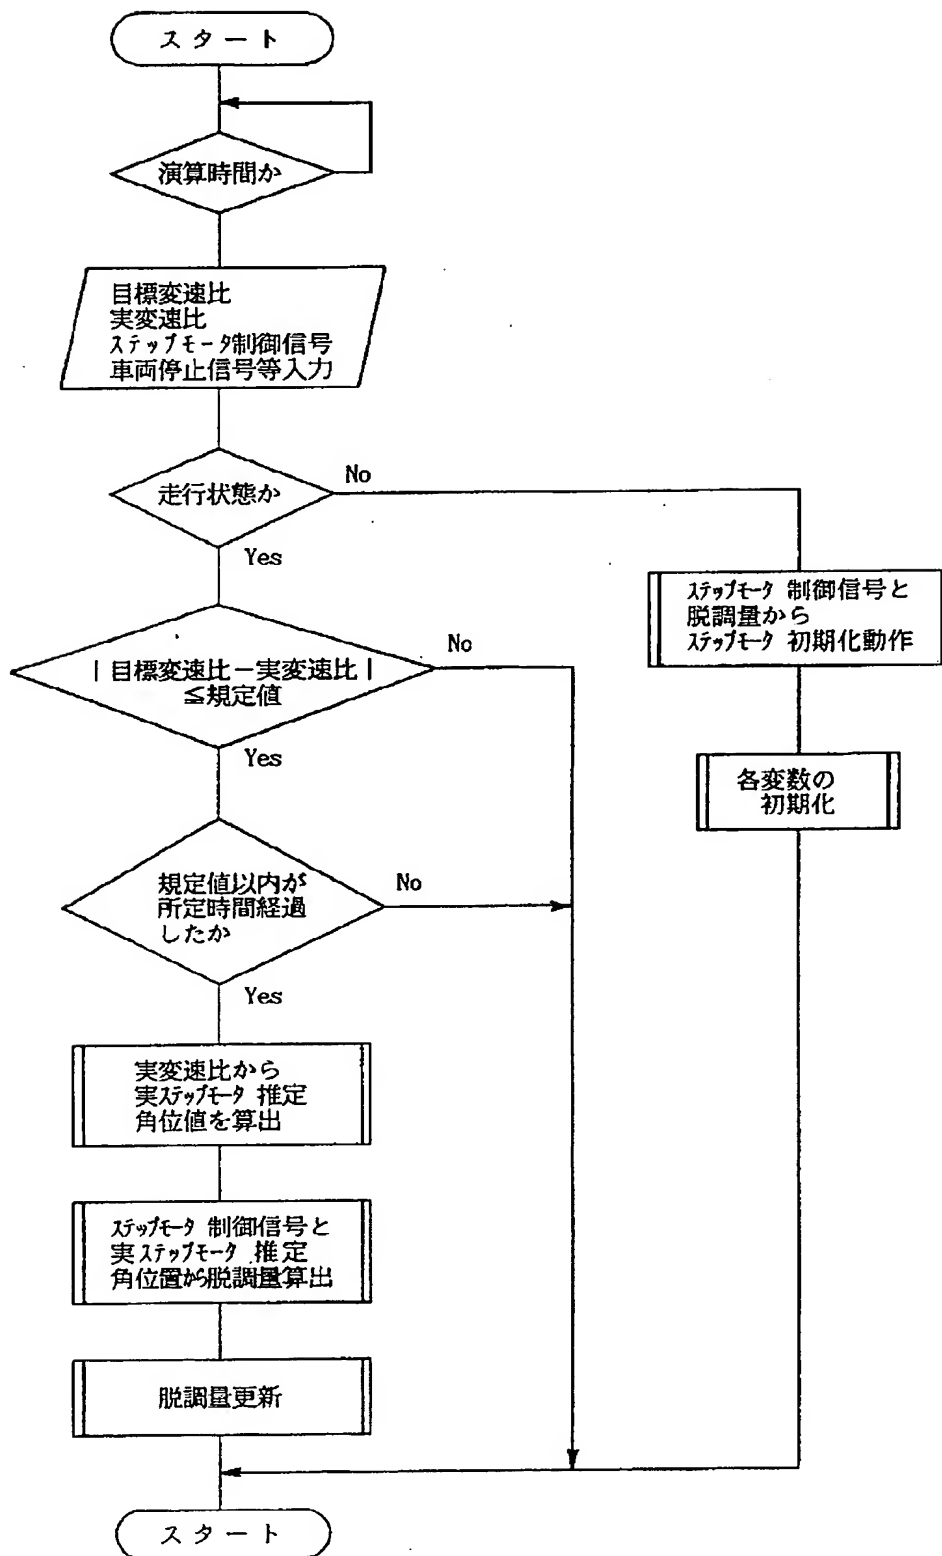 スタート
演算時間か
目標変速比
実変速比
ステップモータ制御信号
車両停止信号等入力
走行状態か
No
Yes
ステップモータ 制御信号と
脱調量から
ステップモータ 初期化動作
各変数の
初期化
|目標変速比−実変速比|
≦規定値
No
Yes
規定値以内が
所定時間経過
したか
No
Yes
実変速比から
実ステップモータ 推定
角位値を算出
ステップモータ 制御信号と
実ステップモータ 推定
角位置から脱調量算出
脱調量更新
スタート